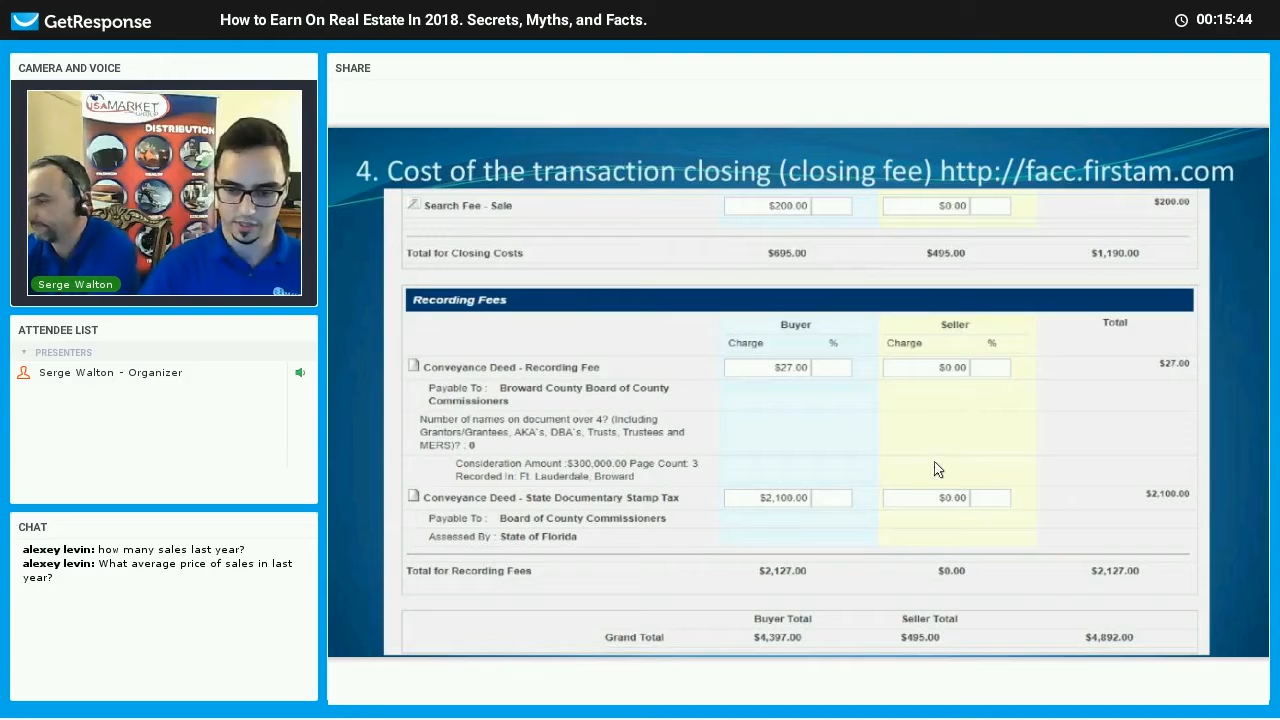 GetResponse
How to Earn On Real Estate In 2018. Secrets, Myths, and Facts.
00:15:44
CAMERA AND VOICE
USAMARKET
GROUP
DISTRIBUTION
Serge Walton
ATTENDEE LIST
PRESENTERS
Serge Walton - Organizer
CHAT
alexey levin: how many sales last year?
alexey levin: What average price of sales in last
year?
SHARE
4. Cost of the transaction closing (closing fee) http://facc.firstam.com
Search Fee - Sale $200.00 $0.00 $200.00
Total for Closing Costs $695.00 $495.00 $1,190.00
Recording Fees
Buyer Seller Total
Charge % Charge %
Conveyance Deed - Recording Fee $27.00 $0.00 $27.00
Payable To : Broward County Board of County
Commissioners
Number of names on document over 4? (Including
Grantors/Grantees, AKA's, DBA's, Trusts, Trustees and
MERS)? : 0
Consideration Amount :$300,000.00 Page Count: 3
Recorded In: Ft. Lauderdale, Broward
Conveyance Deed - State Documentary Stamp Tax $2,100.00 $0.00 $2,100.00
Payable To : Board of County Commissioners
Assessed By : State of Florida
Total for Recording Fees $2,127.00 $0.00 $2,127.00
Buyer Total Seller Total
Grand Total $4,397.00 $495.00 $4,892.00